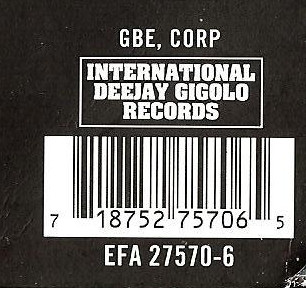 GBE, CORP
INTERNATIONAL
DEEJAY GIGOLO
RECORDS
7 18752 75706 5
EFA 27570-6